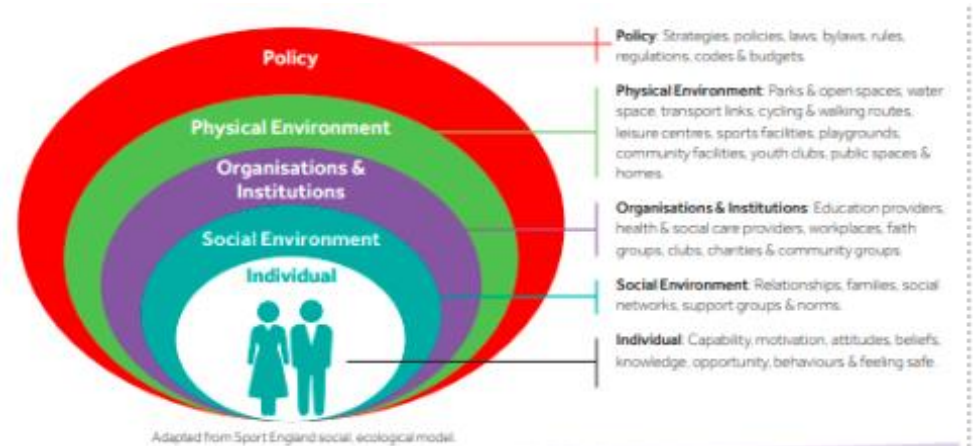 Policy
Physical Environment
Organisations &
Institutions
Social Environment
Individual
Policy: Strategies, policies, laws, bylaws, rules,
regulations, codes & budgets.
Physical Environment: Parks & open spaces, water
space, transport links, cycling & walking routes,
leisure centres, sports facilities, playgrounds,
community facilities, youth clubs, public spaces &
homes.
Organisations & Institutions: Education providers,
health & social care providers, workplaces, faith
groups, clubs, charities & community groups.
Social Environment: Relationships, families, social
networks, support groups & norms.
Individual: Capability, motivation, attitudes, beliefs,
knowledge, opportunity, behaviours & feeling safe.
Adapted from Sport England social, ecological model.